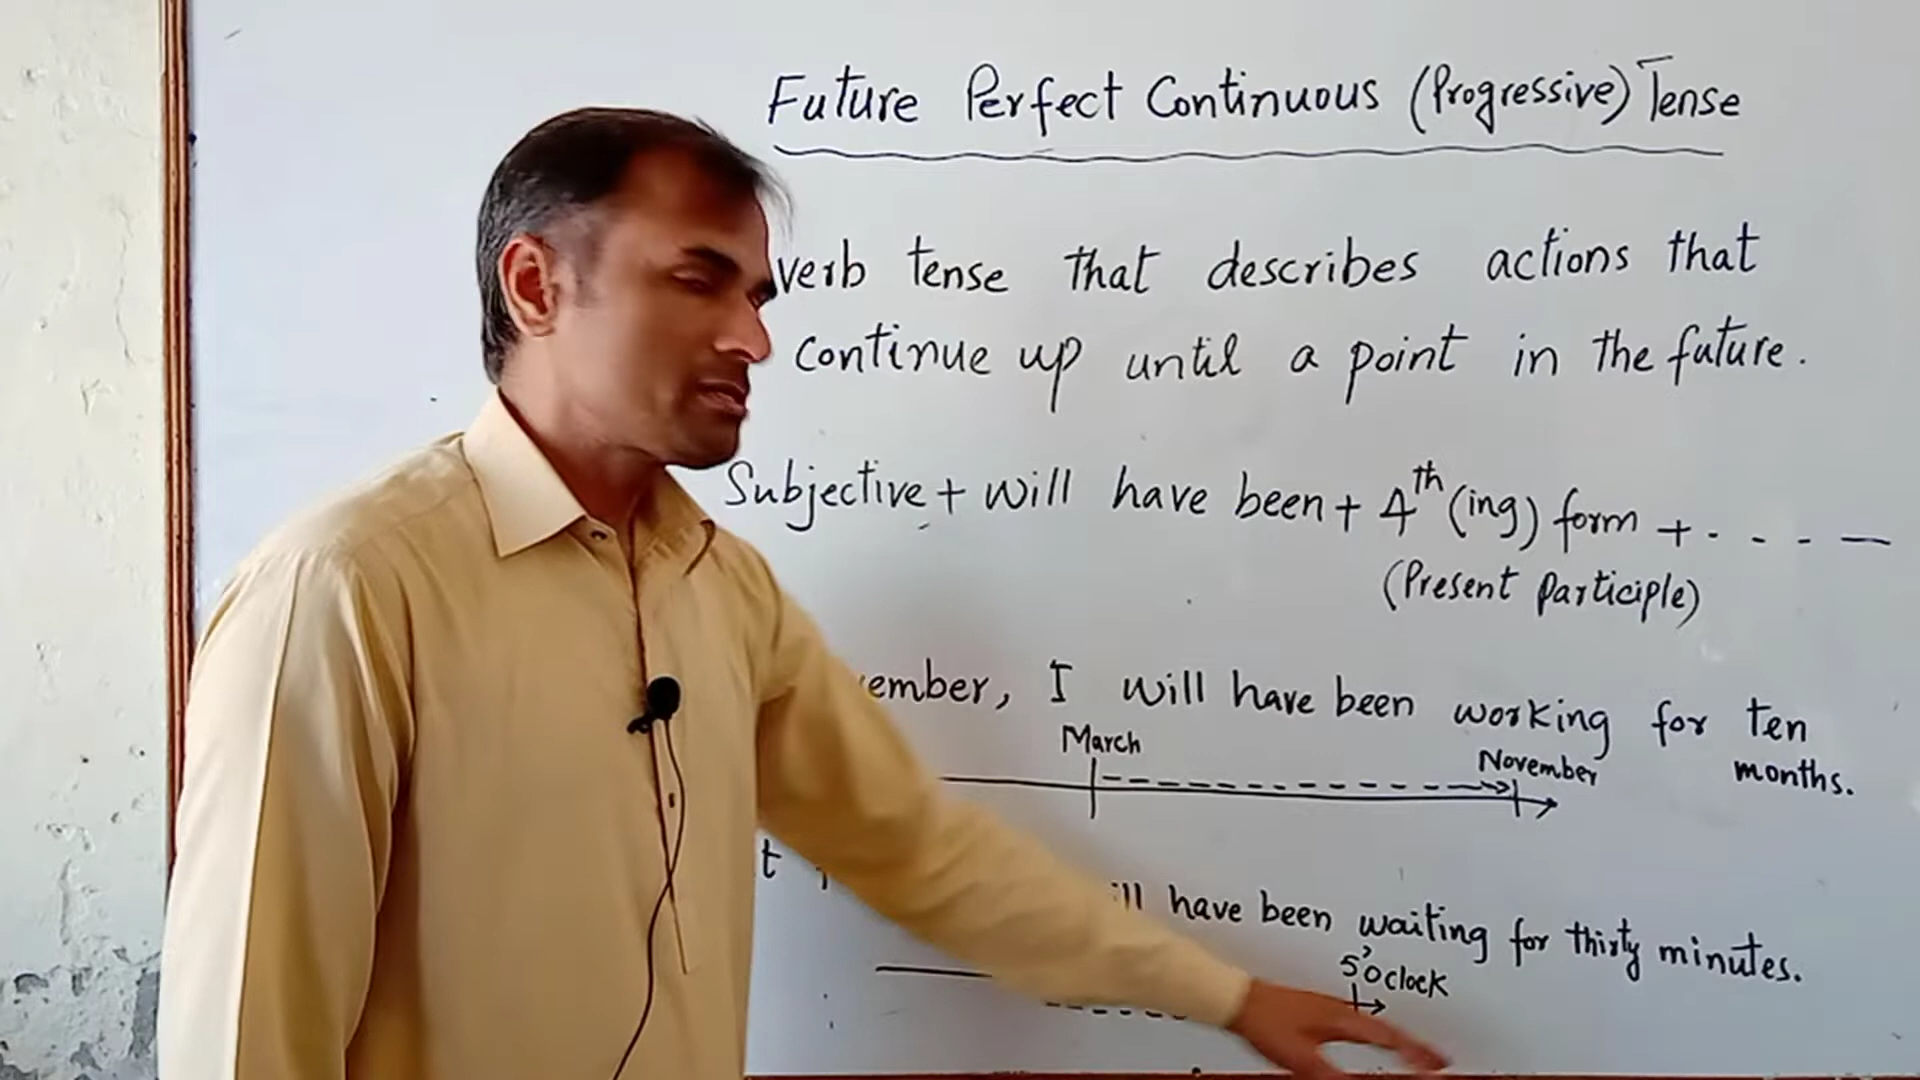 Future Perfect Continuous (Progressive) Tense
verb tense that describes actions that
continue up until a point in the future.
Subjective + will have been + 4th (ing) form + - - - —
(Present Participle)
ember, I will have been working for ten
months.
March
November
t
ill have been waiting for thirty minutes.
5'oclock